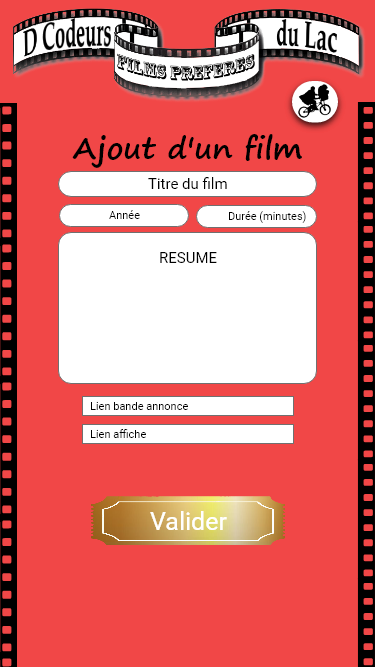 D Codeurs
du Lac
FILMS PREFERES
Ajout d'un film
Titre du film
Année
Durée (minutes)
RESUME
Lien bande annonce
Lien affiche
Valider